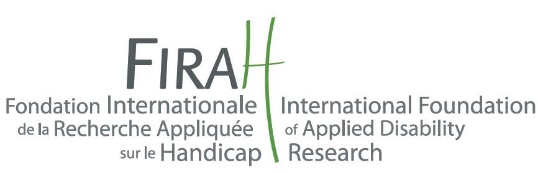 FIRAH
Fondation Internationale
de la Recherche Appliquée
sur le Handicap
International Foundation
of Applied Disability
Research